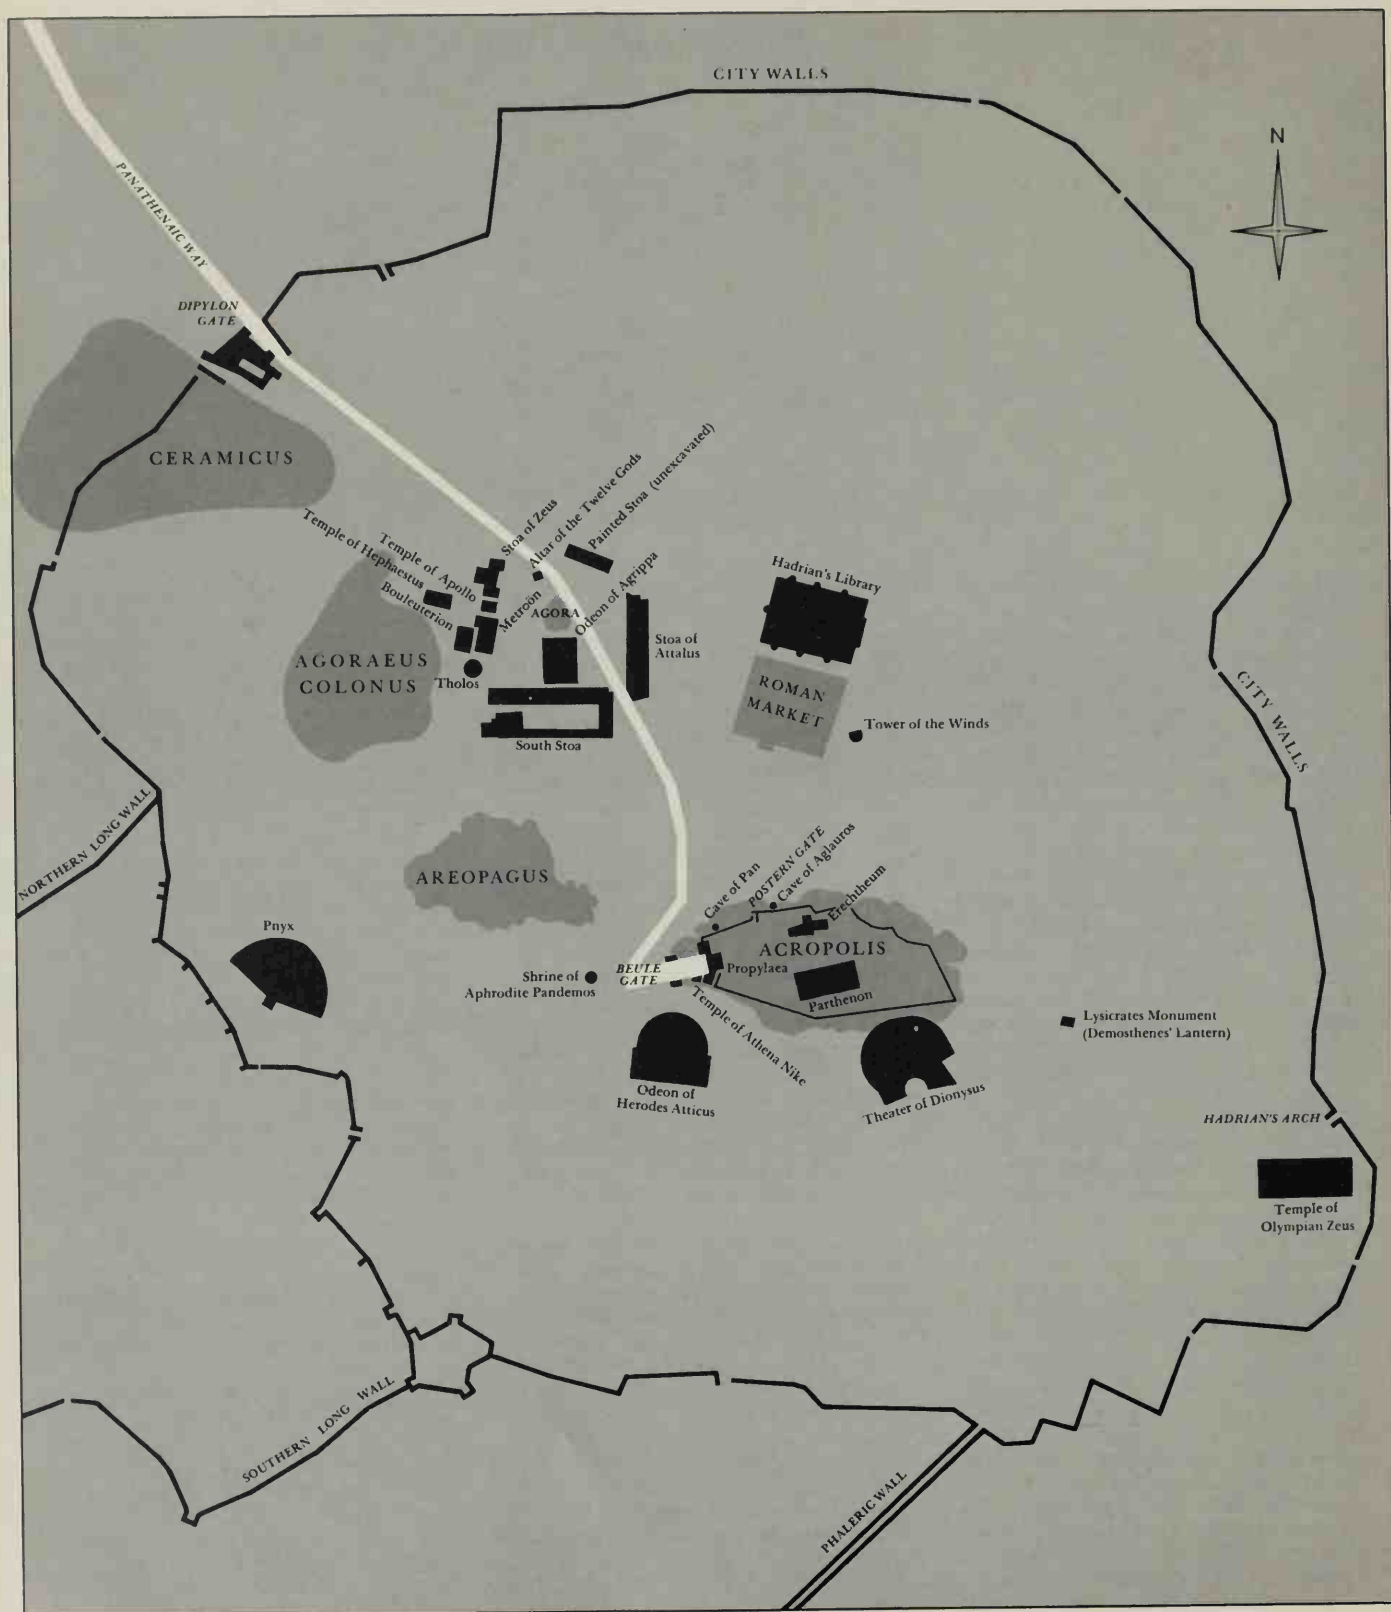 CITY WALLS
N
PANATHENAIC WAY
DIPYLON
GATE
CERAMICUS
Stoa of Zeus
Altar of the Twelve Gods
Painted Stoa (unexcavated)
Temple of Hephaestus
Temple of Apollo
Bouleuterion
Metroön
AGORA
Odeon of Agrippa
Hadrian's Library
Stoa of
Attalus
AGORAEUS
COLONUS
Tholos
ROMAN
MARKET
CITY WALLS
Tower of the Winds
South Stoa
NORTHERN LONG WALL
AREOPAGUS
Cave of Pan
POSTERN GATE
Cave of Aglauros
Erechtheum
Pnyx
ACROPOLIS
BEULE
GATE
Propylaea
Shrine of
Aphrodite Pandemos
Parthenon
Temple of Athena Nike
Lysicrates Monument
(Demosthenes' Lantern)
Odeon of
Herodes Atticus
Theater of Dionysus
HADRIAN'S ARCH
Temple of
Olympian Zeus
SOUTHERN LONG WALL
PHALERIC WALL